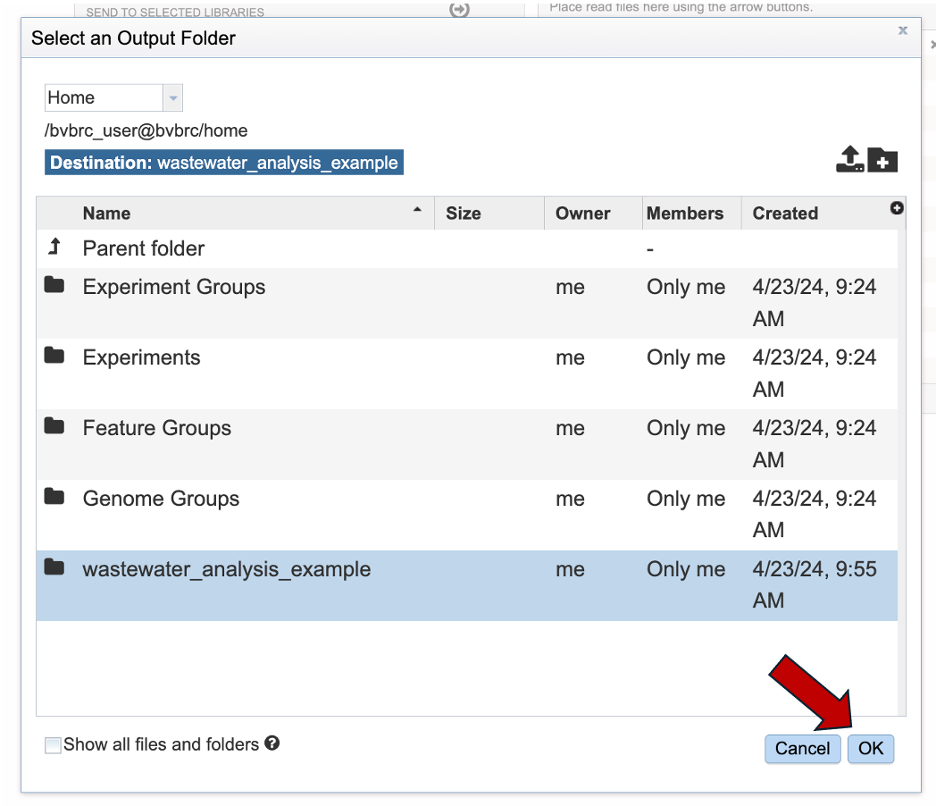 SEND TO SELECTED LIBRARIES
Place read files here using the arrow buttons.
Select an Output Folder
x
Home
/bvbrc_user@bvbrc/home
Destination: wastewater_analysis_example
Name Size Owner Members Created
Parent folder -
Experiment Groups me Only me 4/23/24, 9:24
AM
Experiments me Only me 4/23/24, 9:24
AM
Feature Groups me Only me 4/23/24, 9:24
AM
Genome Groups me Only me 4/23/24, 9:24
AM
wastewater_analysis_example me Only me 4/23/24, 9:55
AM
Show all files and folders ?
Cancel OK